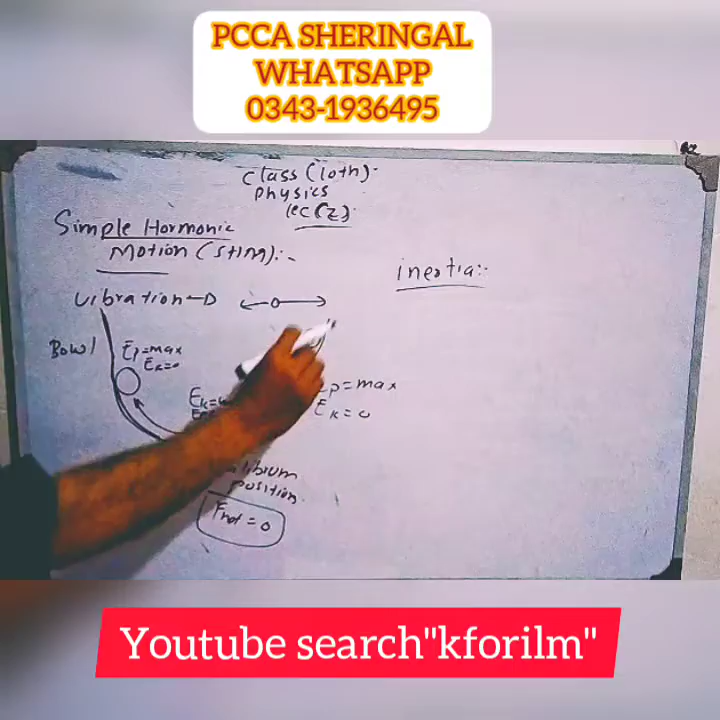 PCCA SHERINGAL
WHATSAPP
0343-1936495
Class (10th):
Physics
lec(2):
Simple Hormonic
Motion (SHM):-
inertia:-
Vibration
Bowl
Ep=max
Ek=0
Ep=max
Ek=0
position
Fnet=0
Youtube search"kforilm"